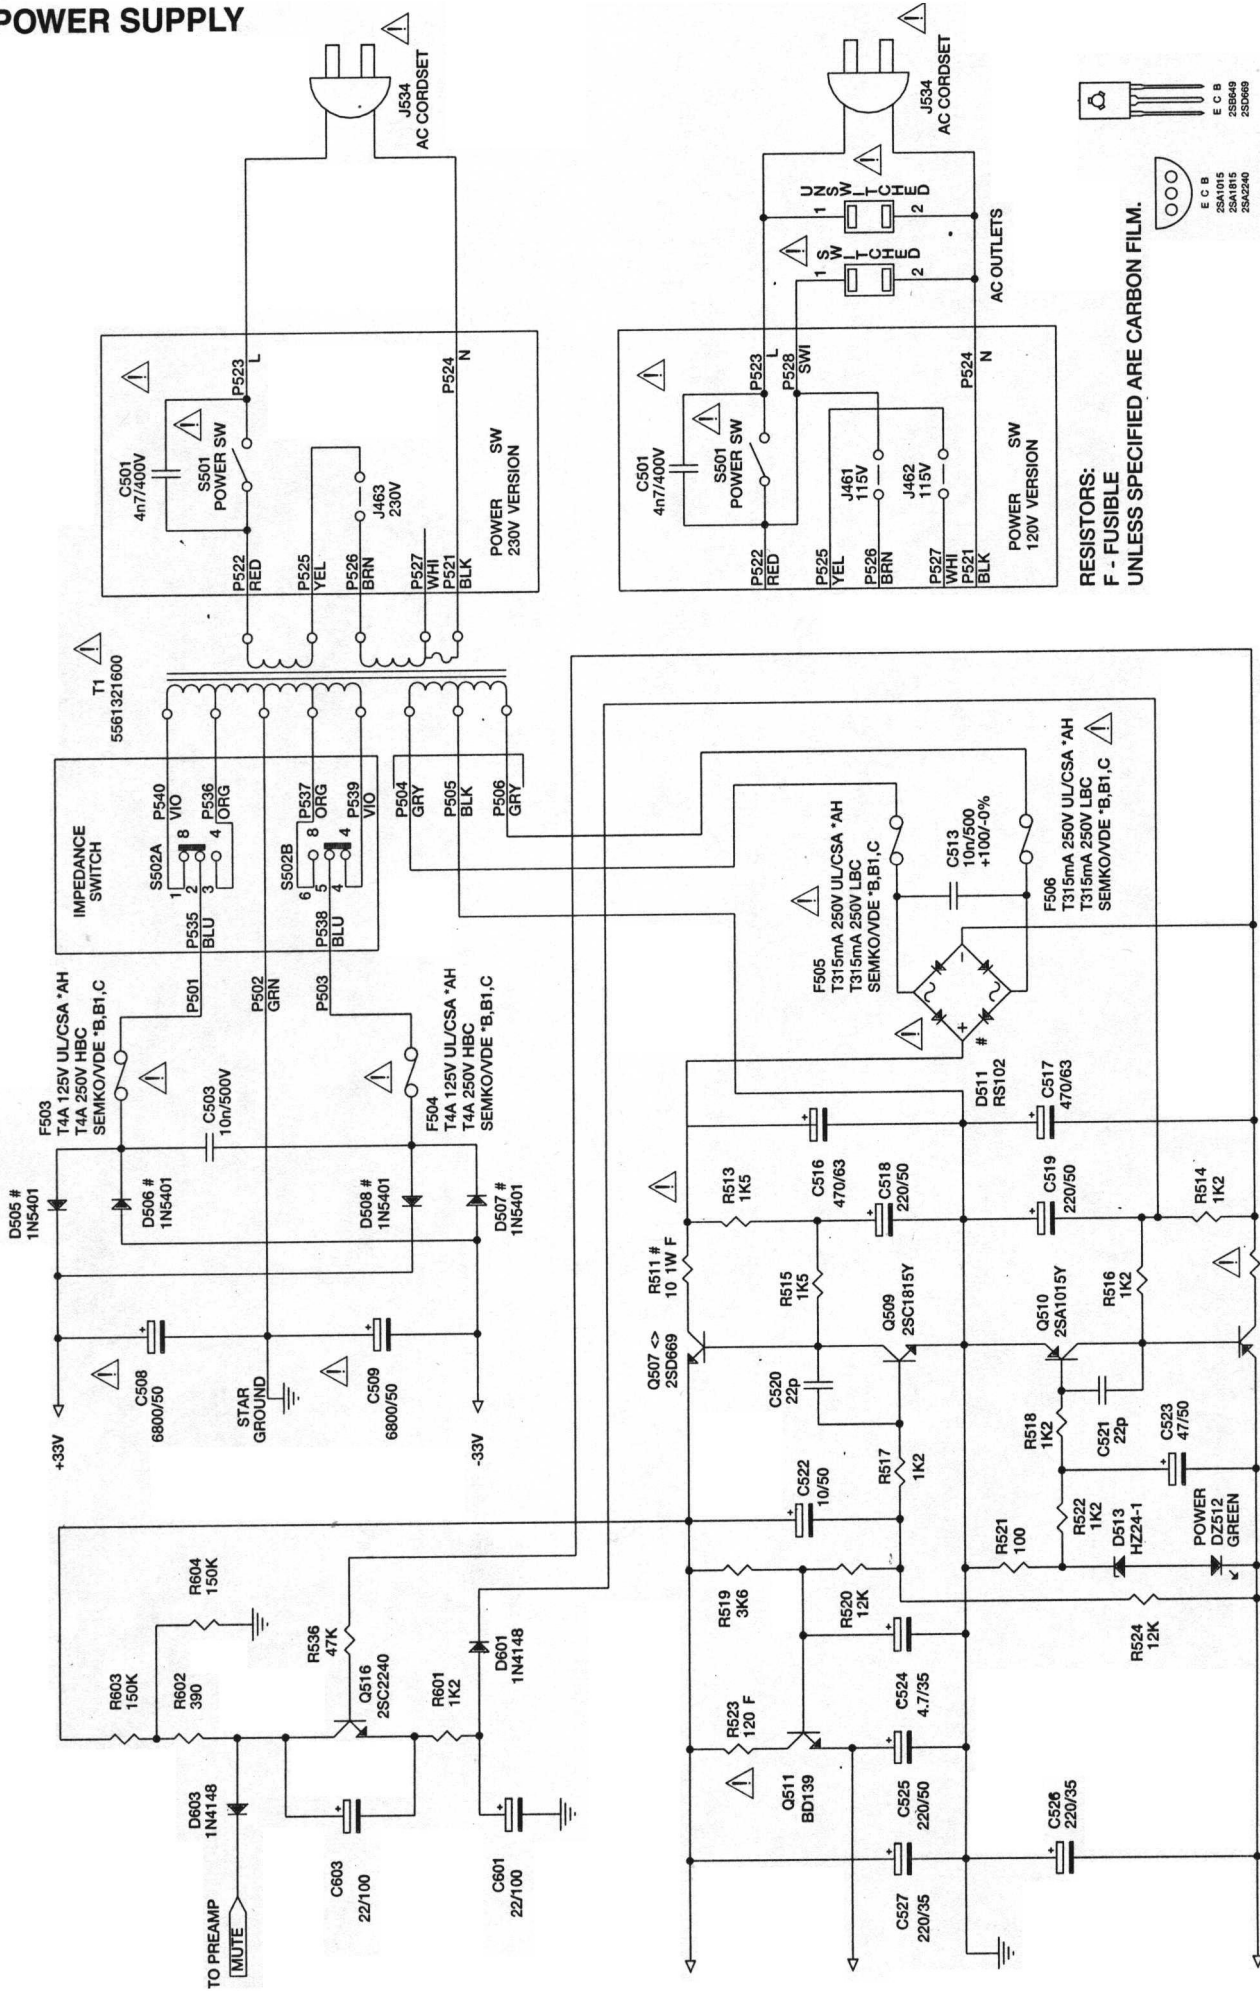 POWER SUPPLY
J534
AC CORDSET
C501
4n7/400V
S501
POWER SW
P523
L
P522
RED
P525
YEL
P526
BRN
J463
230V
P527
WHI
P521
BLK
P524
N
POWER SW
230V VERSION
J534
AC CORDSET
UNSWITCHED
1
2
SWITCHED
1
2
AC OUTLETS
C501
4n7/400V
S501
POWER SW
P523
L
P528
SWI
P522
RED
P525
YEL
J461
115V
P526
BRN
J462
115V
P527
WHI
P521
BLK
P524
N
POWER SW
120V VERSION
E C B
2SB649
2SD669
E C B
2SA1015
2SA1815
2SA2240
RESISTORS:
F - FUSIBLE
UNLESS SPECIFIED ARE CARBON FILM.
T1
5561321600
IMPEDANCE
SWITCH
S502A
P540
VIO
P536
ORG
1
2
3
8
4
P535
BLU
S502B
P537
ORG
P539
VIO
6
5
4
8
4
P538
BLU
P504
GRY
P505
BLK
P506
GRY
P501
P502
GRN
P503
F503
T4A 125V UL/CSA *AH
T4A 250V HBC
SEMKO/VDE *B,B1,C
F504
T4A 125V UL/CSA *AH
T4A 250V HBC
SEMKO/VDE *B,B1,C
C503
10n/500V
D505 #
1N5401
D506 #
1N5401
D508 #
1N5401
D507 #
1N5401
C508
6800/50
C509
6800/50
STAR
GROUND
+33V
-33V
F505
T315mA 250V UL/CSA *AH
T315mA 250V LBC
SEMKO/VDE *B,B1,C
C513
10n/500
+100/-0%
F506
T315mA 250V UL/CSA *AH
T315mA 250V LBC
SEMKO/VDE *B,B1,C
+
-
#
D511
RS102
C516
470/63
C517
470/63
R513
1K5
C518
220/50
C519
220/50
R514
1K2
R511 #
10 1W F
R515
1K5
R516
1K2
Q507 <>
2SD669
Q509
2SC1815Y
Q510
2SA1015Y
C520
22p
C521
22p
R517
1K2
R518
1K2
C523
47/50
C522
10/50
R521
100
R522
1K2
D513
HZ24-1
POWER
DZ512
GREEN
R519
3K6
R520
12K
R524
12K
C524
4.7/35
R523
120 F
Q511
BD139
C525
220/50
C527
220/35
C526
220/35
R604
150K
R603
150K
R602
390
R536
47K
Q516
2SC2240
R601
1K2
D601
1N4148
D603
1N4148
C603
22/100
C601
22/100
TO PREAMP
MUTE